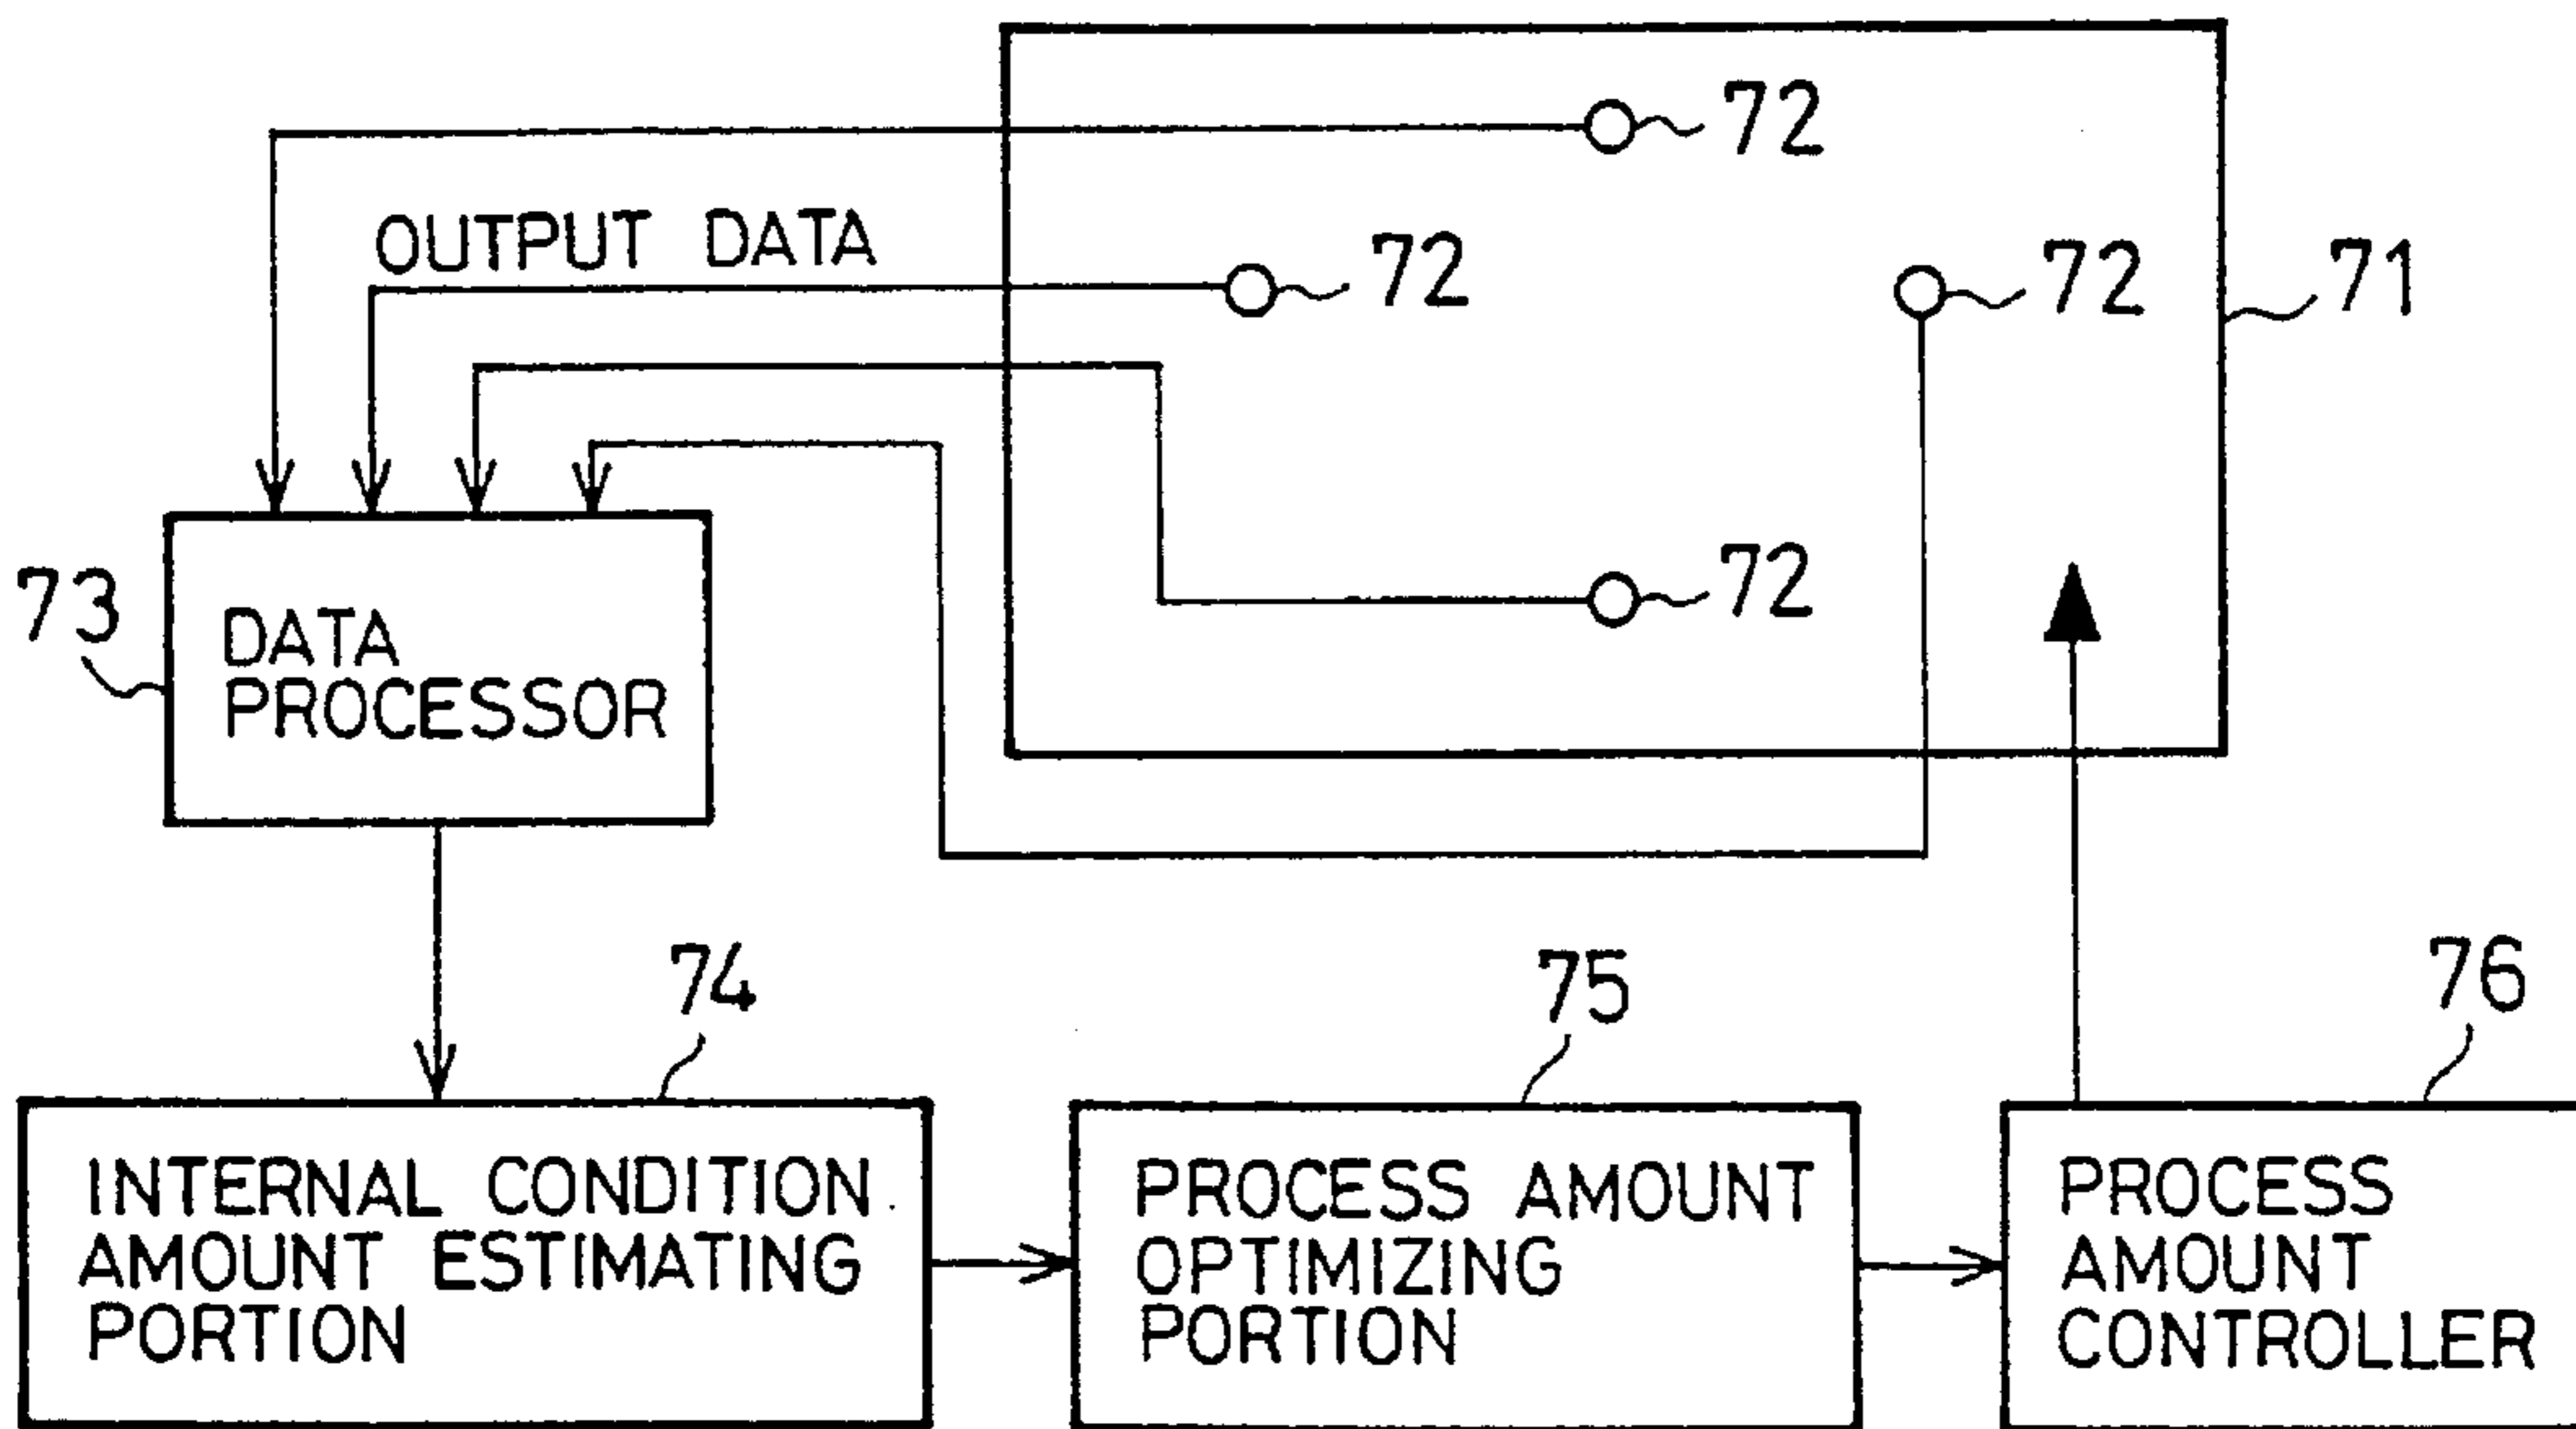 72
OUTPUT DATA
72
72
71
72
73
DATA
PROCESSOR
74
75
76
INTERNAL CONDITION
AMOUNT ESTIMATING
PORTION
PROCESS AMOUNT
OPTIMIZING
PORTION
PROCESS
AMOUNT
CONTROLLER